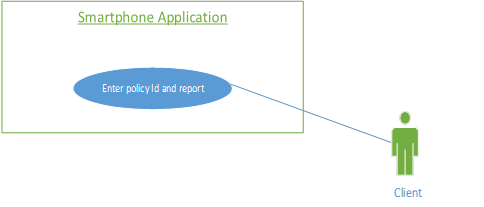 Smartphone Application
Enter policy Id and report
Client